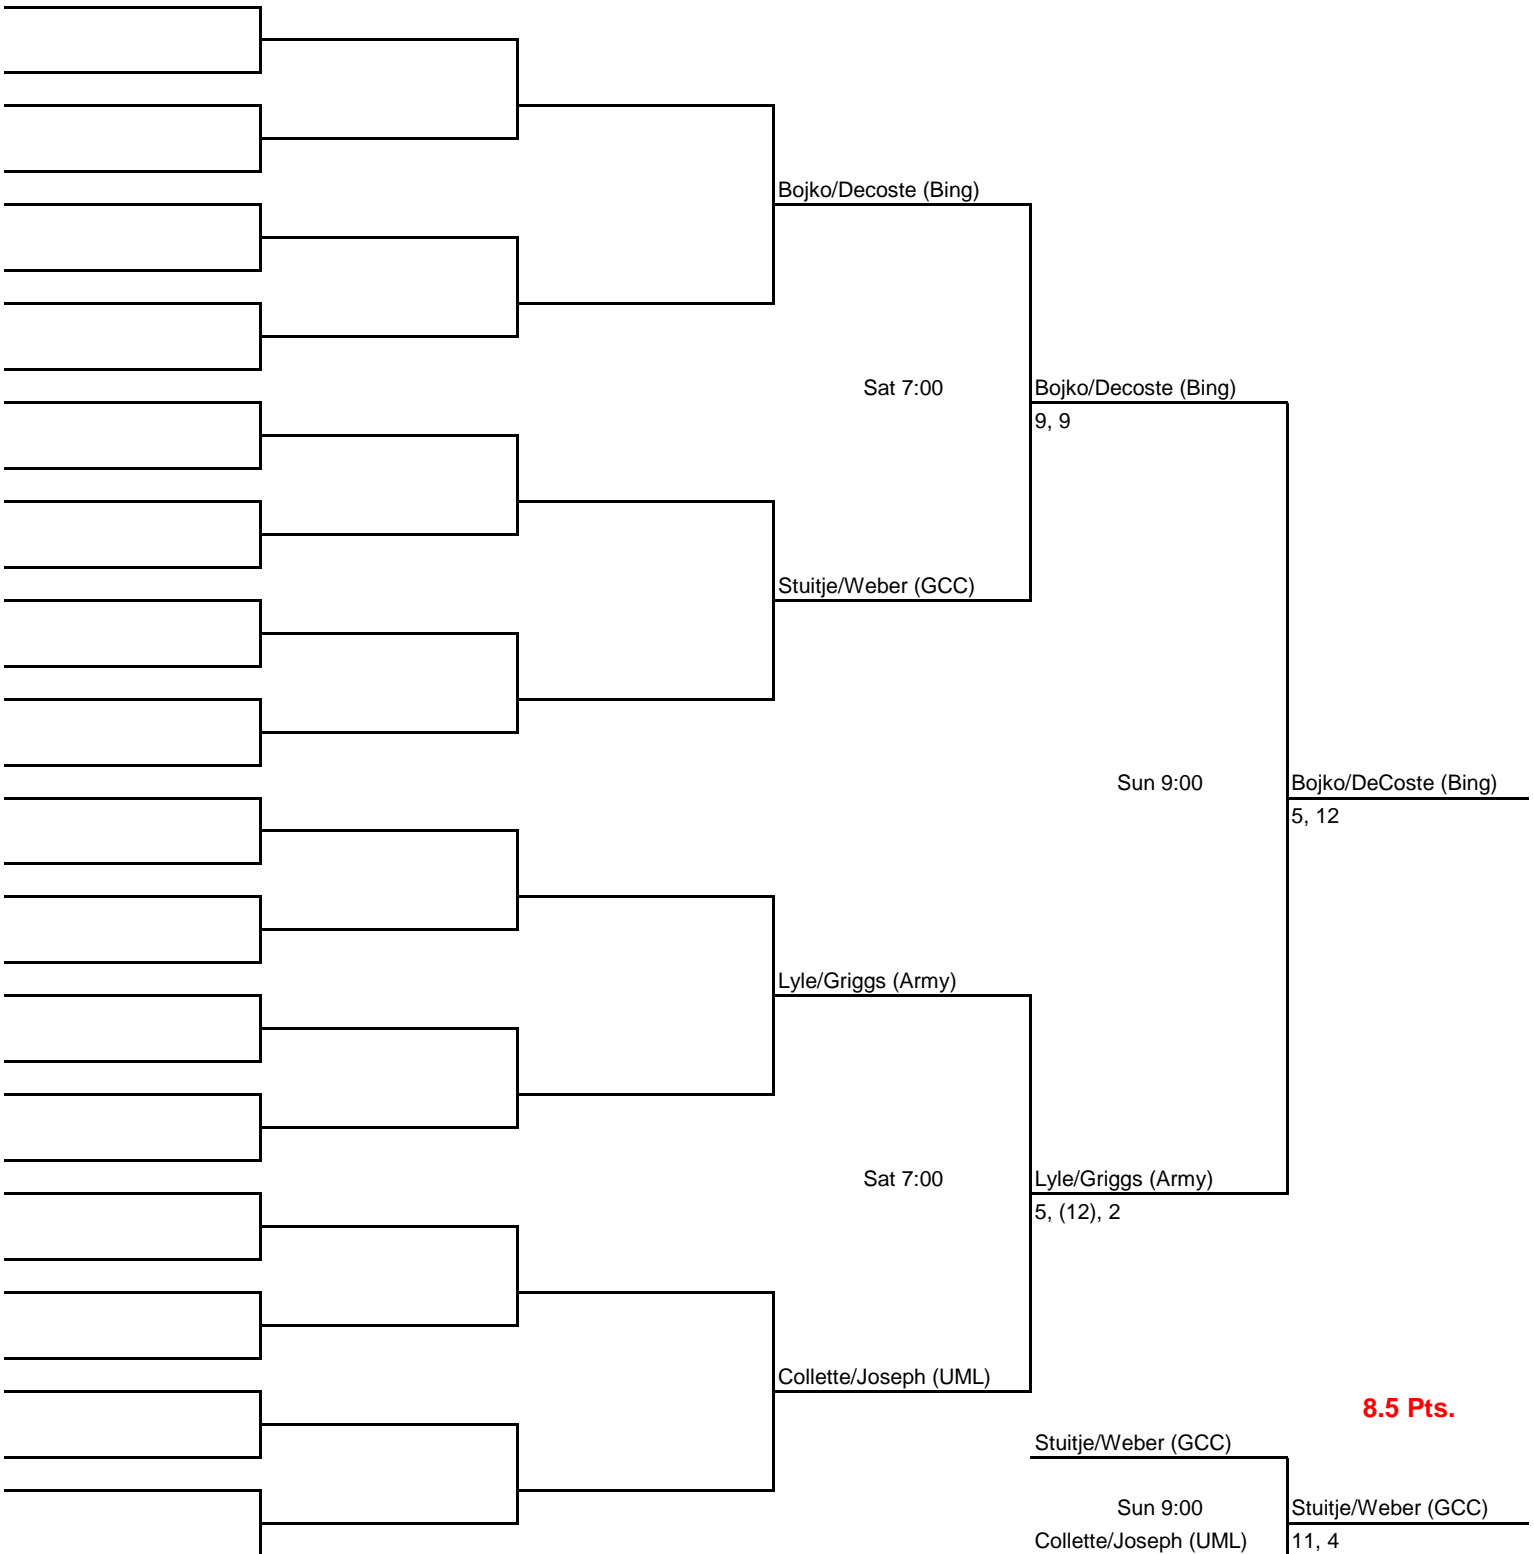 Bojko/Decoste (Bing)
Sat 7:00
Bojko/Decoste (Bing)
9, 9
Stuitje/Weber (GCC)
Sun 9:00
Bojko/DeCoste (Bing)
5, 12
Lyle/Griggs (Army)
Sat 7:00
Lyle/Griggs (Army)
5, (12), 2
Collette/Joseph (UML)
8.5 Pts.
Stuitje/Weber (GCC)
Sun 9:00
Stuitje/Weber (GCC)
Collette/Joseph (UML)
11, 4